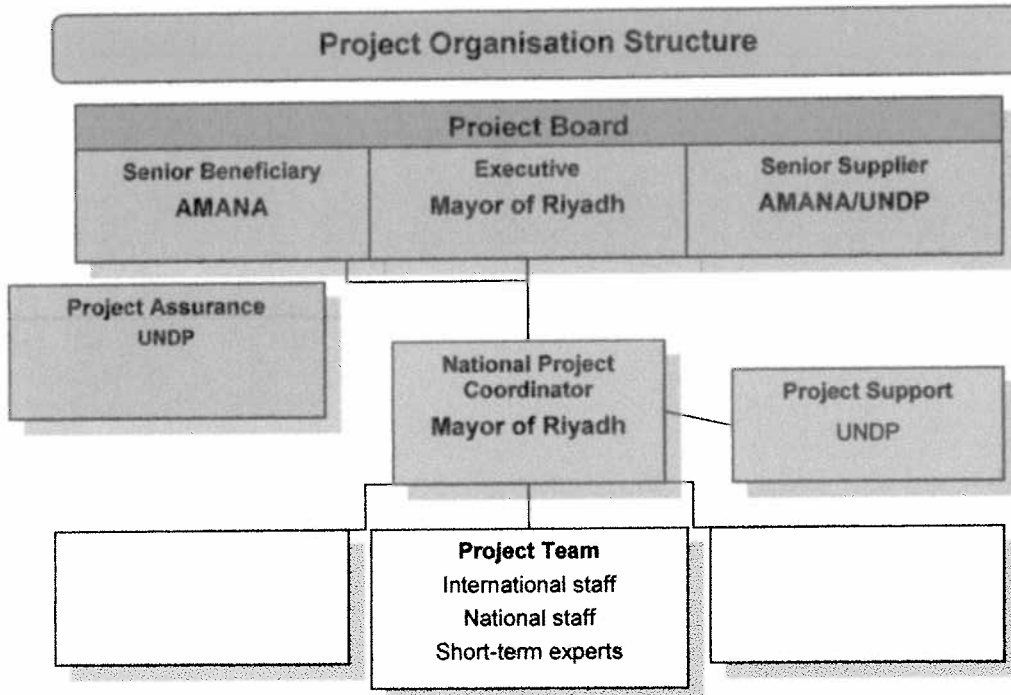 Project Organisation Structure
Project Board
Senior Beneficiary
AMANA
Executive
Mayor of Riyadh
Senior Supplier
AMANA/UNDP
Project Assurance
UNDP
National Project
Coordinator
Mayor of Riyadh
Project Support
UNDP
Project Team
International staff
National staff
Short-term experts